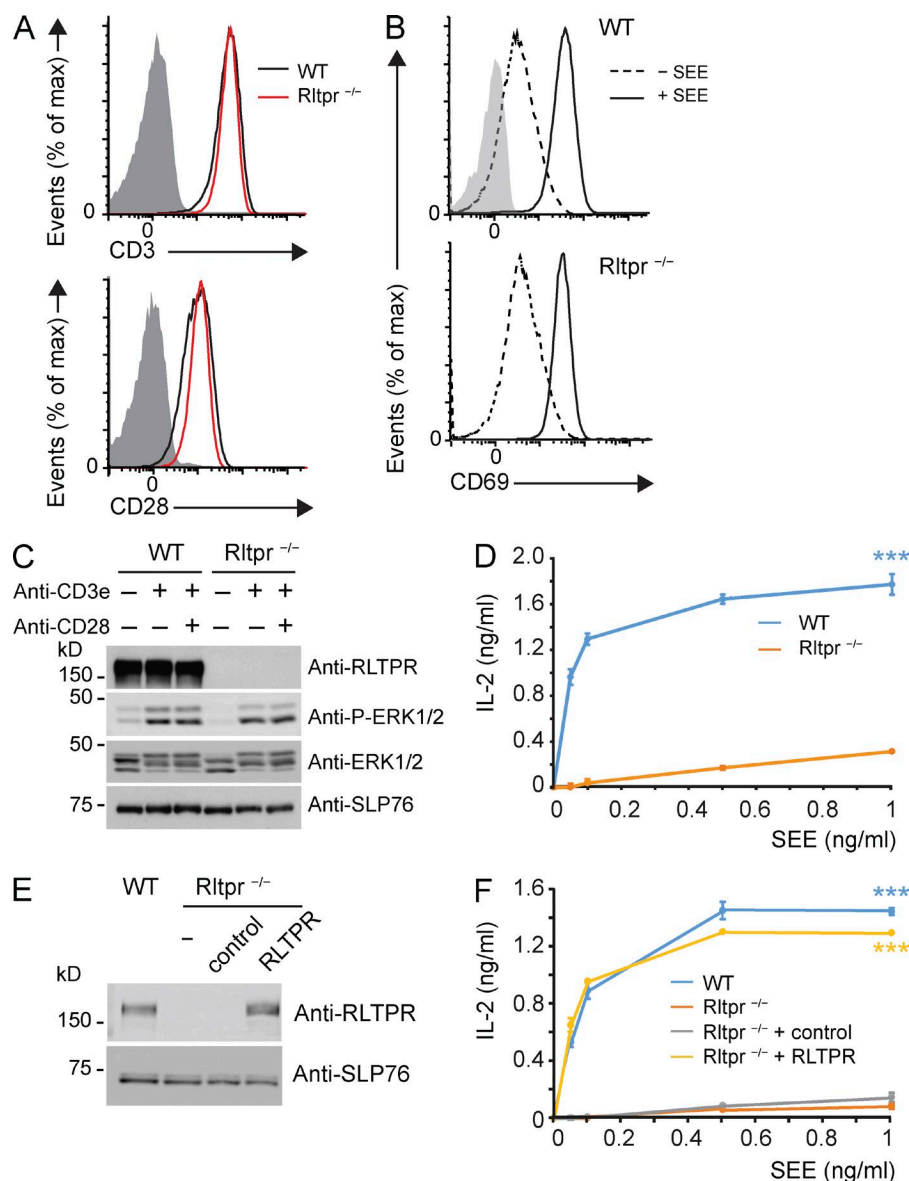 A
Events (% of max)
0
0
CD3
WT
Rltpr −/−
Events (% of max)
0
0
CD28
B
WT
– SEE
+ SEE
Events (% of max)
0
0
Rltpr −/−
Events (% of max)
0
0
CD69
C
WT Rltpr −/−
Anti-CD3e – + + – + +
Anti-CD28 – – + – – +
kD
150 Anti-RLTPR
50 Anti-P-ERK1/2
50 Anti-ERK1/2
75 Anti-SLP76
D
2.0
1.6
1.2
0.8
0.4
0
IL-2 (ng/ml)
***
WT
Rltpr −/−
0 0.2 0.4 0.6 0.8 1
SEE (ng/ml)
E
WT Rltpr −/−
– control RLTPR
kD
150 Anti-RLTPR
75 Anti-SLP76
F
1.6
1.2
0.8
0.4
0
IL-2 (ng/ml)
***
***
WT
Rltpr −/−
Rltpr −/− + control
Rltpr −/− + RLTPR
0 0.2 0.4 0.6 0.8 1
SEE (ng/ml)